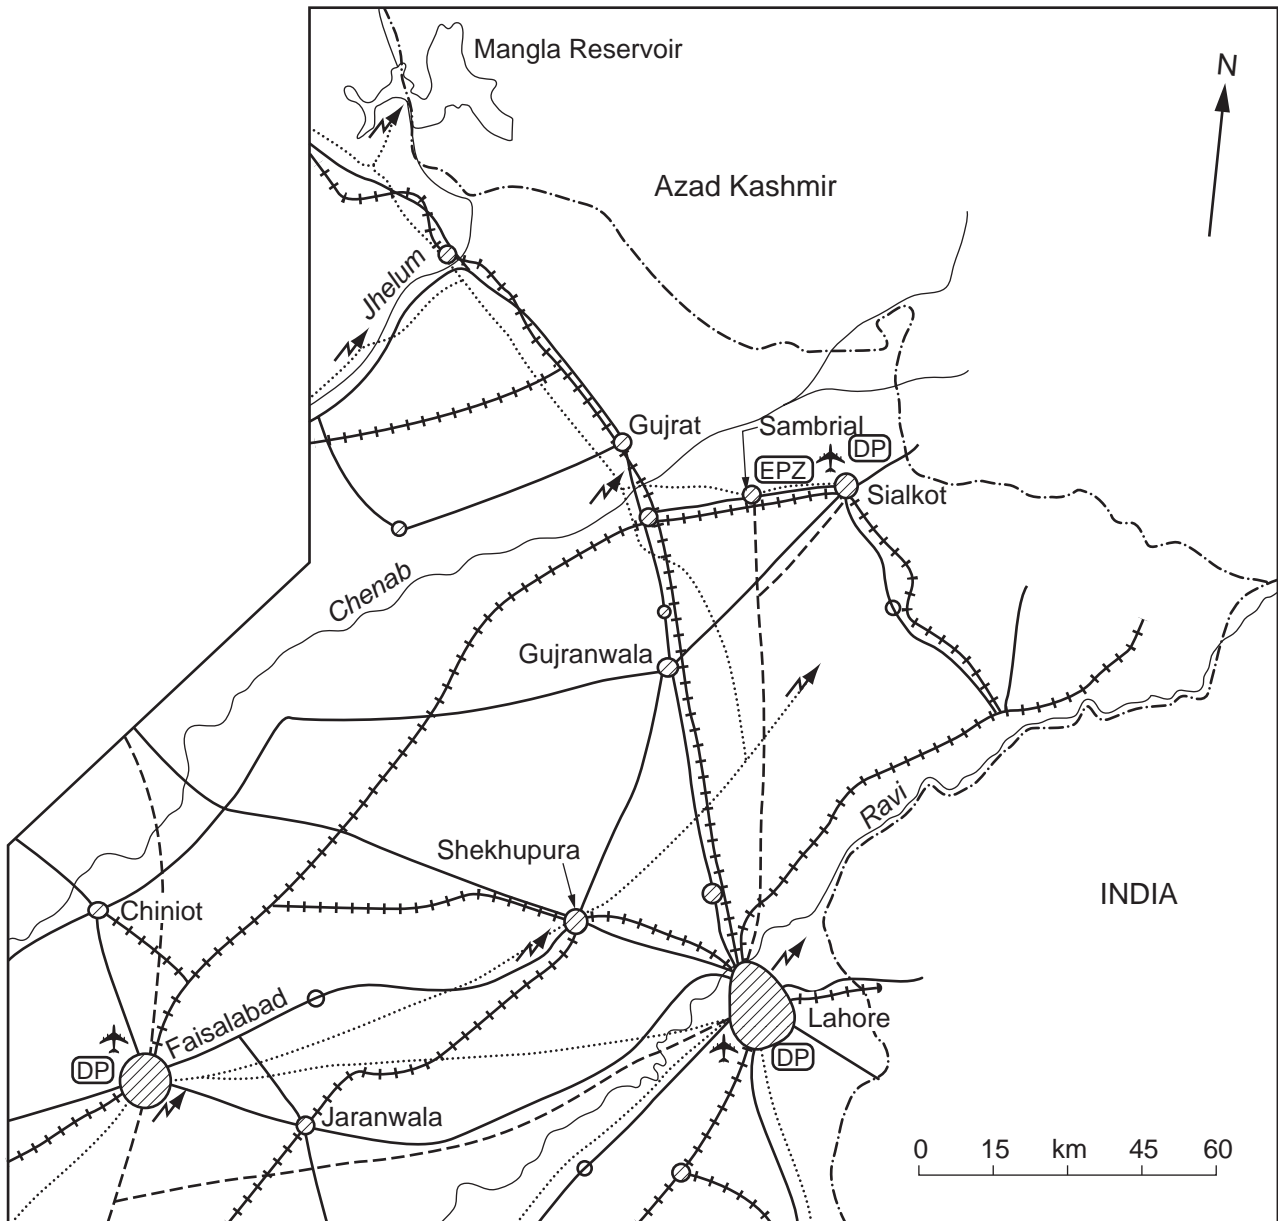 Mangla Reservoir
N
Azad Kashmir
Jhelum
Gujrat
Sambrial
DP
EPZ
Sialkot
Chenab
Gujranwala
Ravi
Shekhupura
INDIA
Chiniot
Faisalabad
Lahore
DP
DP
Jaranwala
0 15 km 45 60